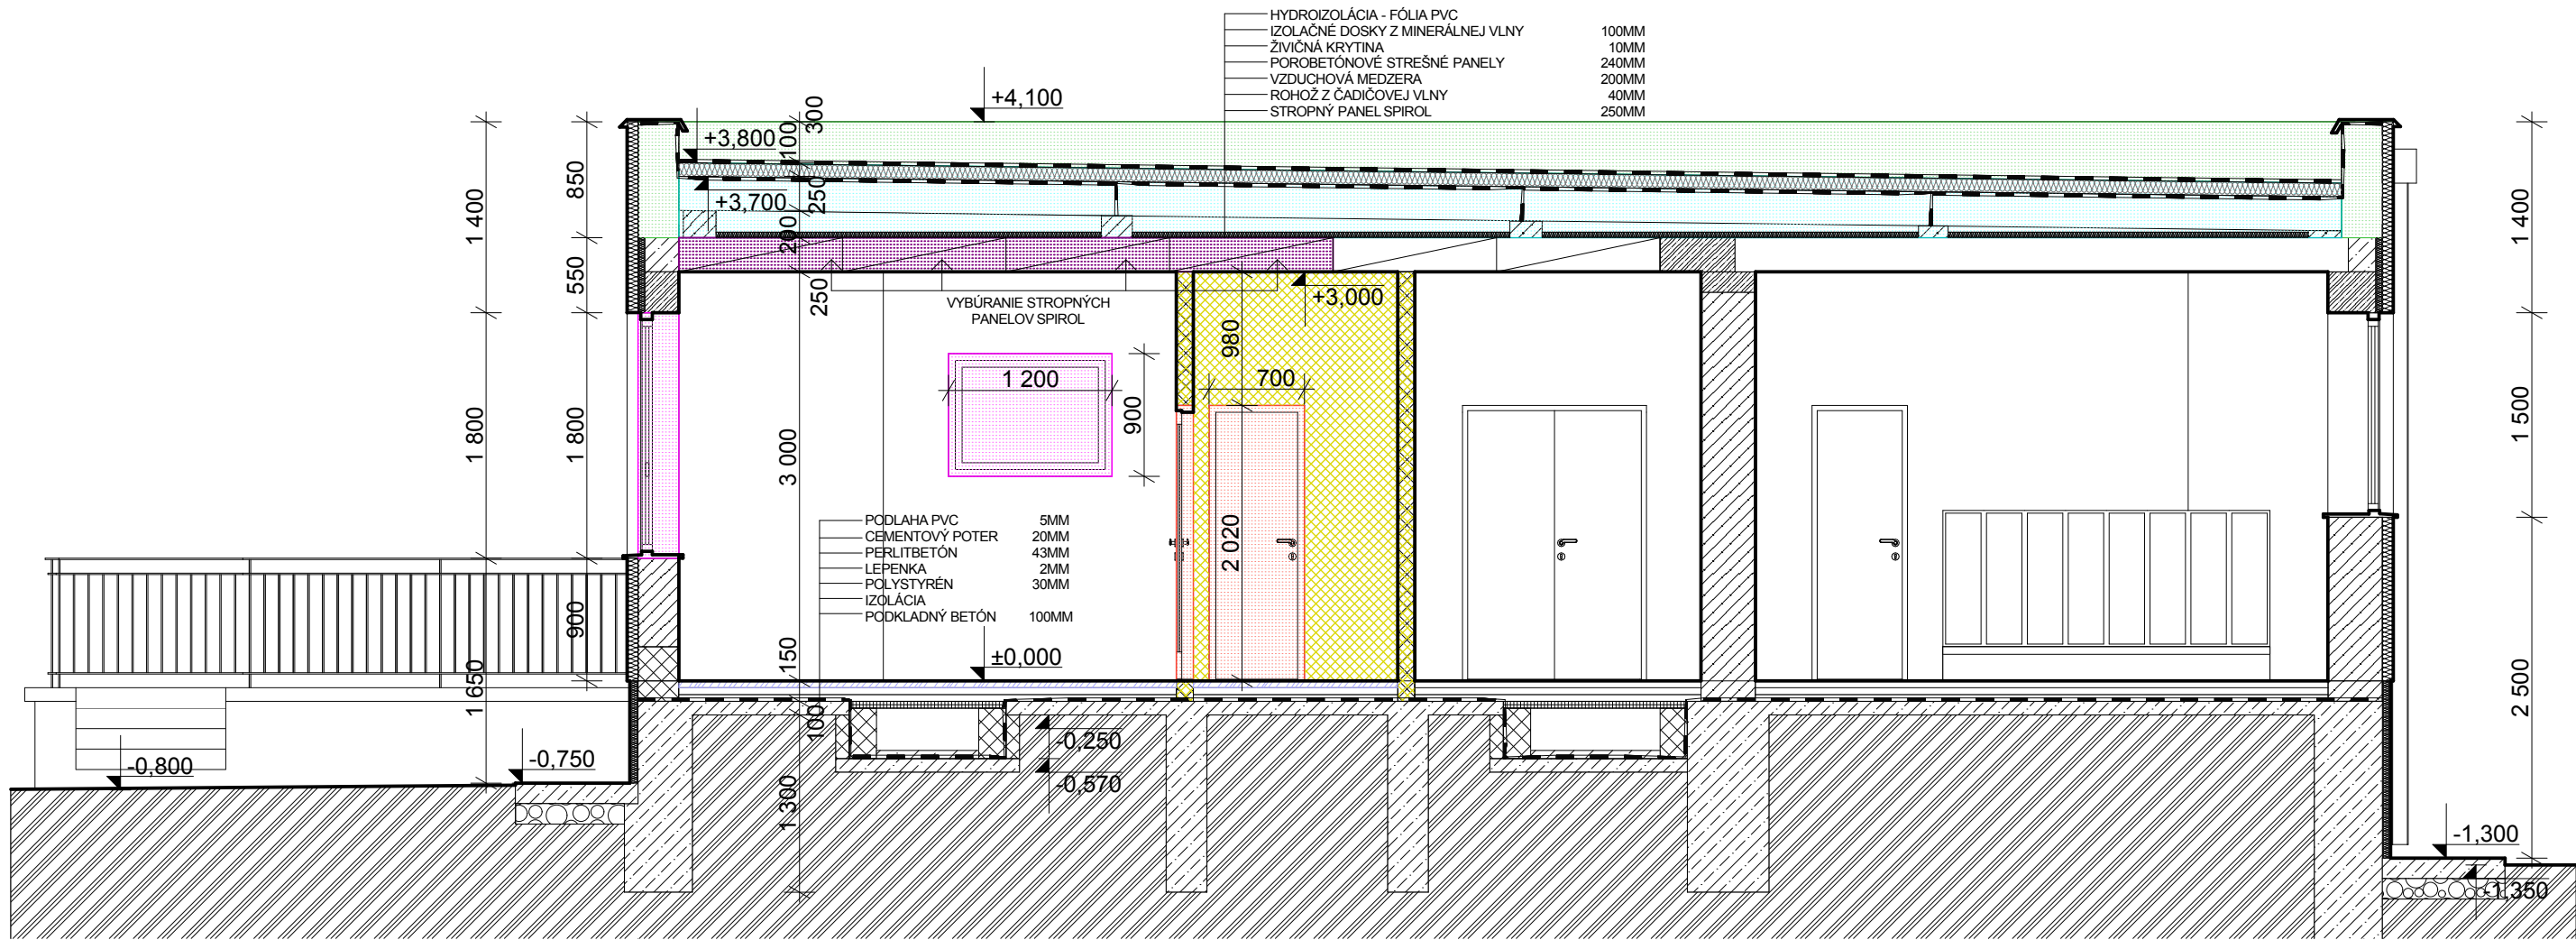 HYDROIZOLÁCIA - FÓLIA PVC
IZOLAČNÉ DOSKY Z MINERÁLNEJ VLNY 100MM
ŽIVIČNÁ KRYTINA 10MM
POROBETÓNOVÉ STREŠNÉ PANELY 240MM
VZDUCHOVÁ MEDZERA 200MM
ROHOŽ Z ČADIČOVEJ VLNY 40MM
STROPNÝ PANEL SPIROL 250MM
+4,100
+3,800
+3,700
300
100
250
200
250
1 400
850
550
1 800
1 800
900
1 650
3 000
150
100
1 300
VYBÚRANIE STROPNÝCH
PANELOV SPIROL
+3,000
980
700
1 200
900
2 020
PODLAHA PVC 5MM
CEMENTOVÝ POTER 20MM
PERLITBETÓN 43MM
LEPENKA 2MM
POLYSTYRÉN 30MM
IZOLÁCIA
PODKLADNÝ BETÓN 100MM
±0,000
-0,250
-0,570
-0,800
-0,750
1 400
1 500
2 500
-1,300
-1,350